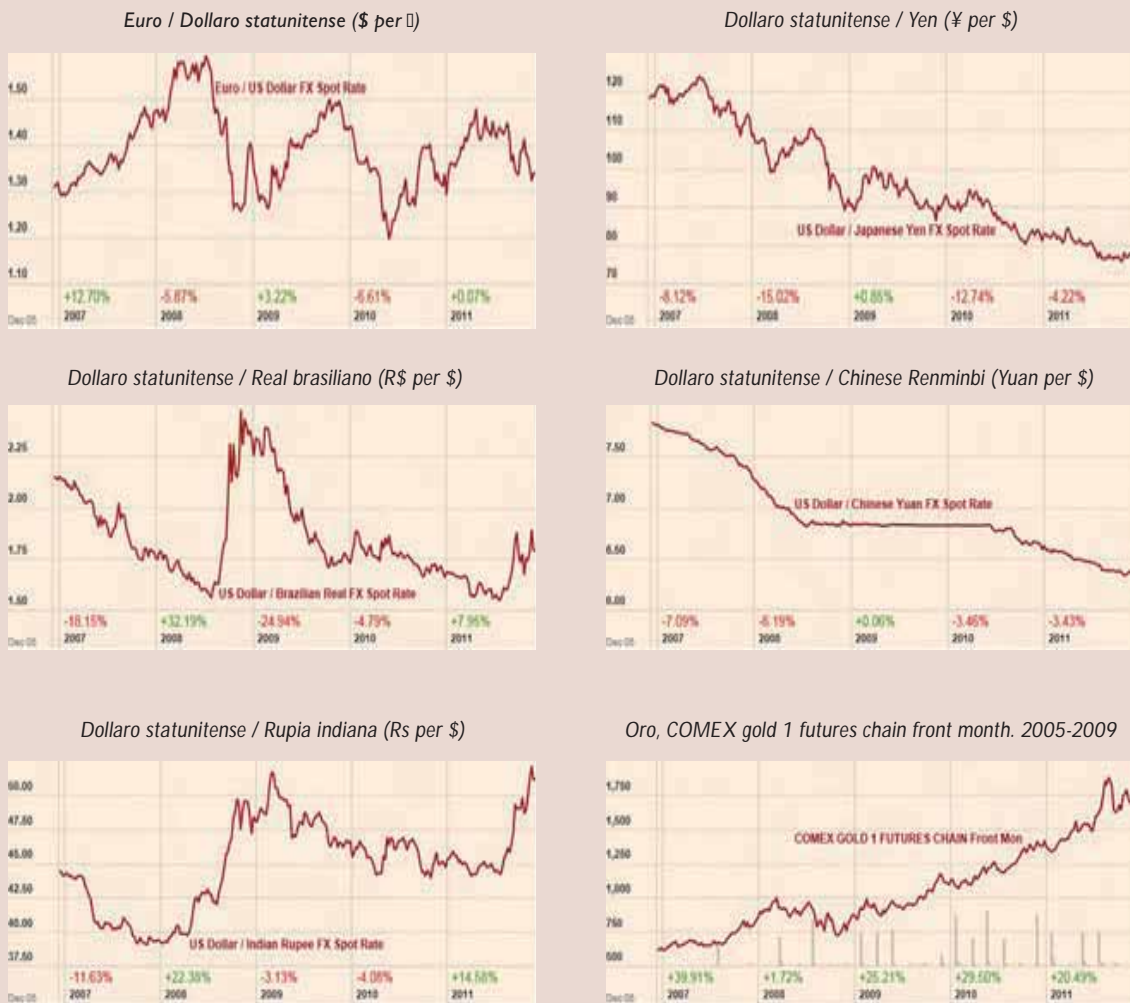 Euro / Dollaro statunitense ($ per ▯)
1.50
1.40
1.30
1.20
1.10
Euro / US Dollar FX Spot Rate
+12.70% -5.87% +3.22% -6.61% +0.07%
2007 2008 2009 2010 2011
Dollaro statunitense / Yen (¥ per $)
120
110
100
90
80
70
US Dollar / Japanese Yen FX Spot Rate
-6.12% -15.02% +0.85% -12.74% -4.22%
2007 2008 2009 2010 2011
Dollaro statunitense / Real brasiliano (R$ per $)
2.25
2.00
1.75
1.50
US Dollar / Brazilian Real FX Spot Rate
-18.15% +32.19% -24.94% -4.79% +7.95%
2007 2008 2009 2010 2011
Dollaro statunitense / Chinese Renminbi (Yuan per $)
7.50
7.00
6.50
6.00
US Dollar / Chinese Yuan FX Spot Rate
-7.09% -6.19% +0.06% -3.46% -3.43%
2007 2008 2009 2010 2011
Dollaro statunitense / Rupia indiana (Rs per $)
47.50
45.00
42.50
40.00
37.50
US Dollar / Indian Rupee FX Spot Rate
-11.63% +22.38% -3.13% -4.08% +14.58%
2007 2008 2009 2010 2011
Oro, COMEX gold 1 futures chain front month. 2005-2009
1,750
1,500
1,250
1,000
750
500
COMEX GOLD 1 FUTURES CHAIN Front Mon
+39.91% +1.72% +25.21% +29.50% +20.49%
2007 2008 2009 2010 2011